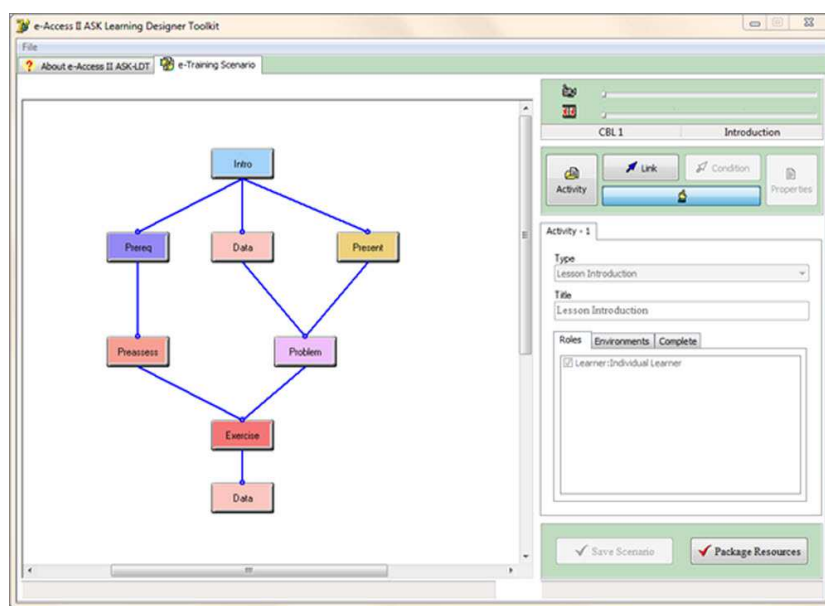 e-Access II ASK Learning Designer Toolkit
File
About e-Access II ASK-LDT
e-Training Scenario
CBL 1
Introduction
Intro
Prereq
Data
Present
Preassess
Problem
Exercise
Data
Activity
Link
Condition
Properties
Activity - 1
Type
Lesson Introduction
Title
Lesson Introduction
Roles
Environments
Complete
Learner:Individual Learner
Save Scenario
Package Resources